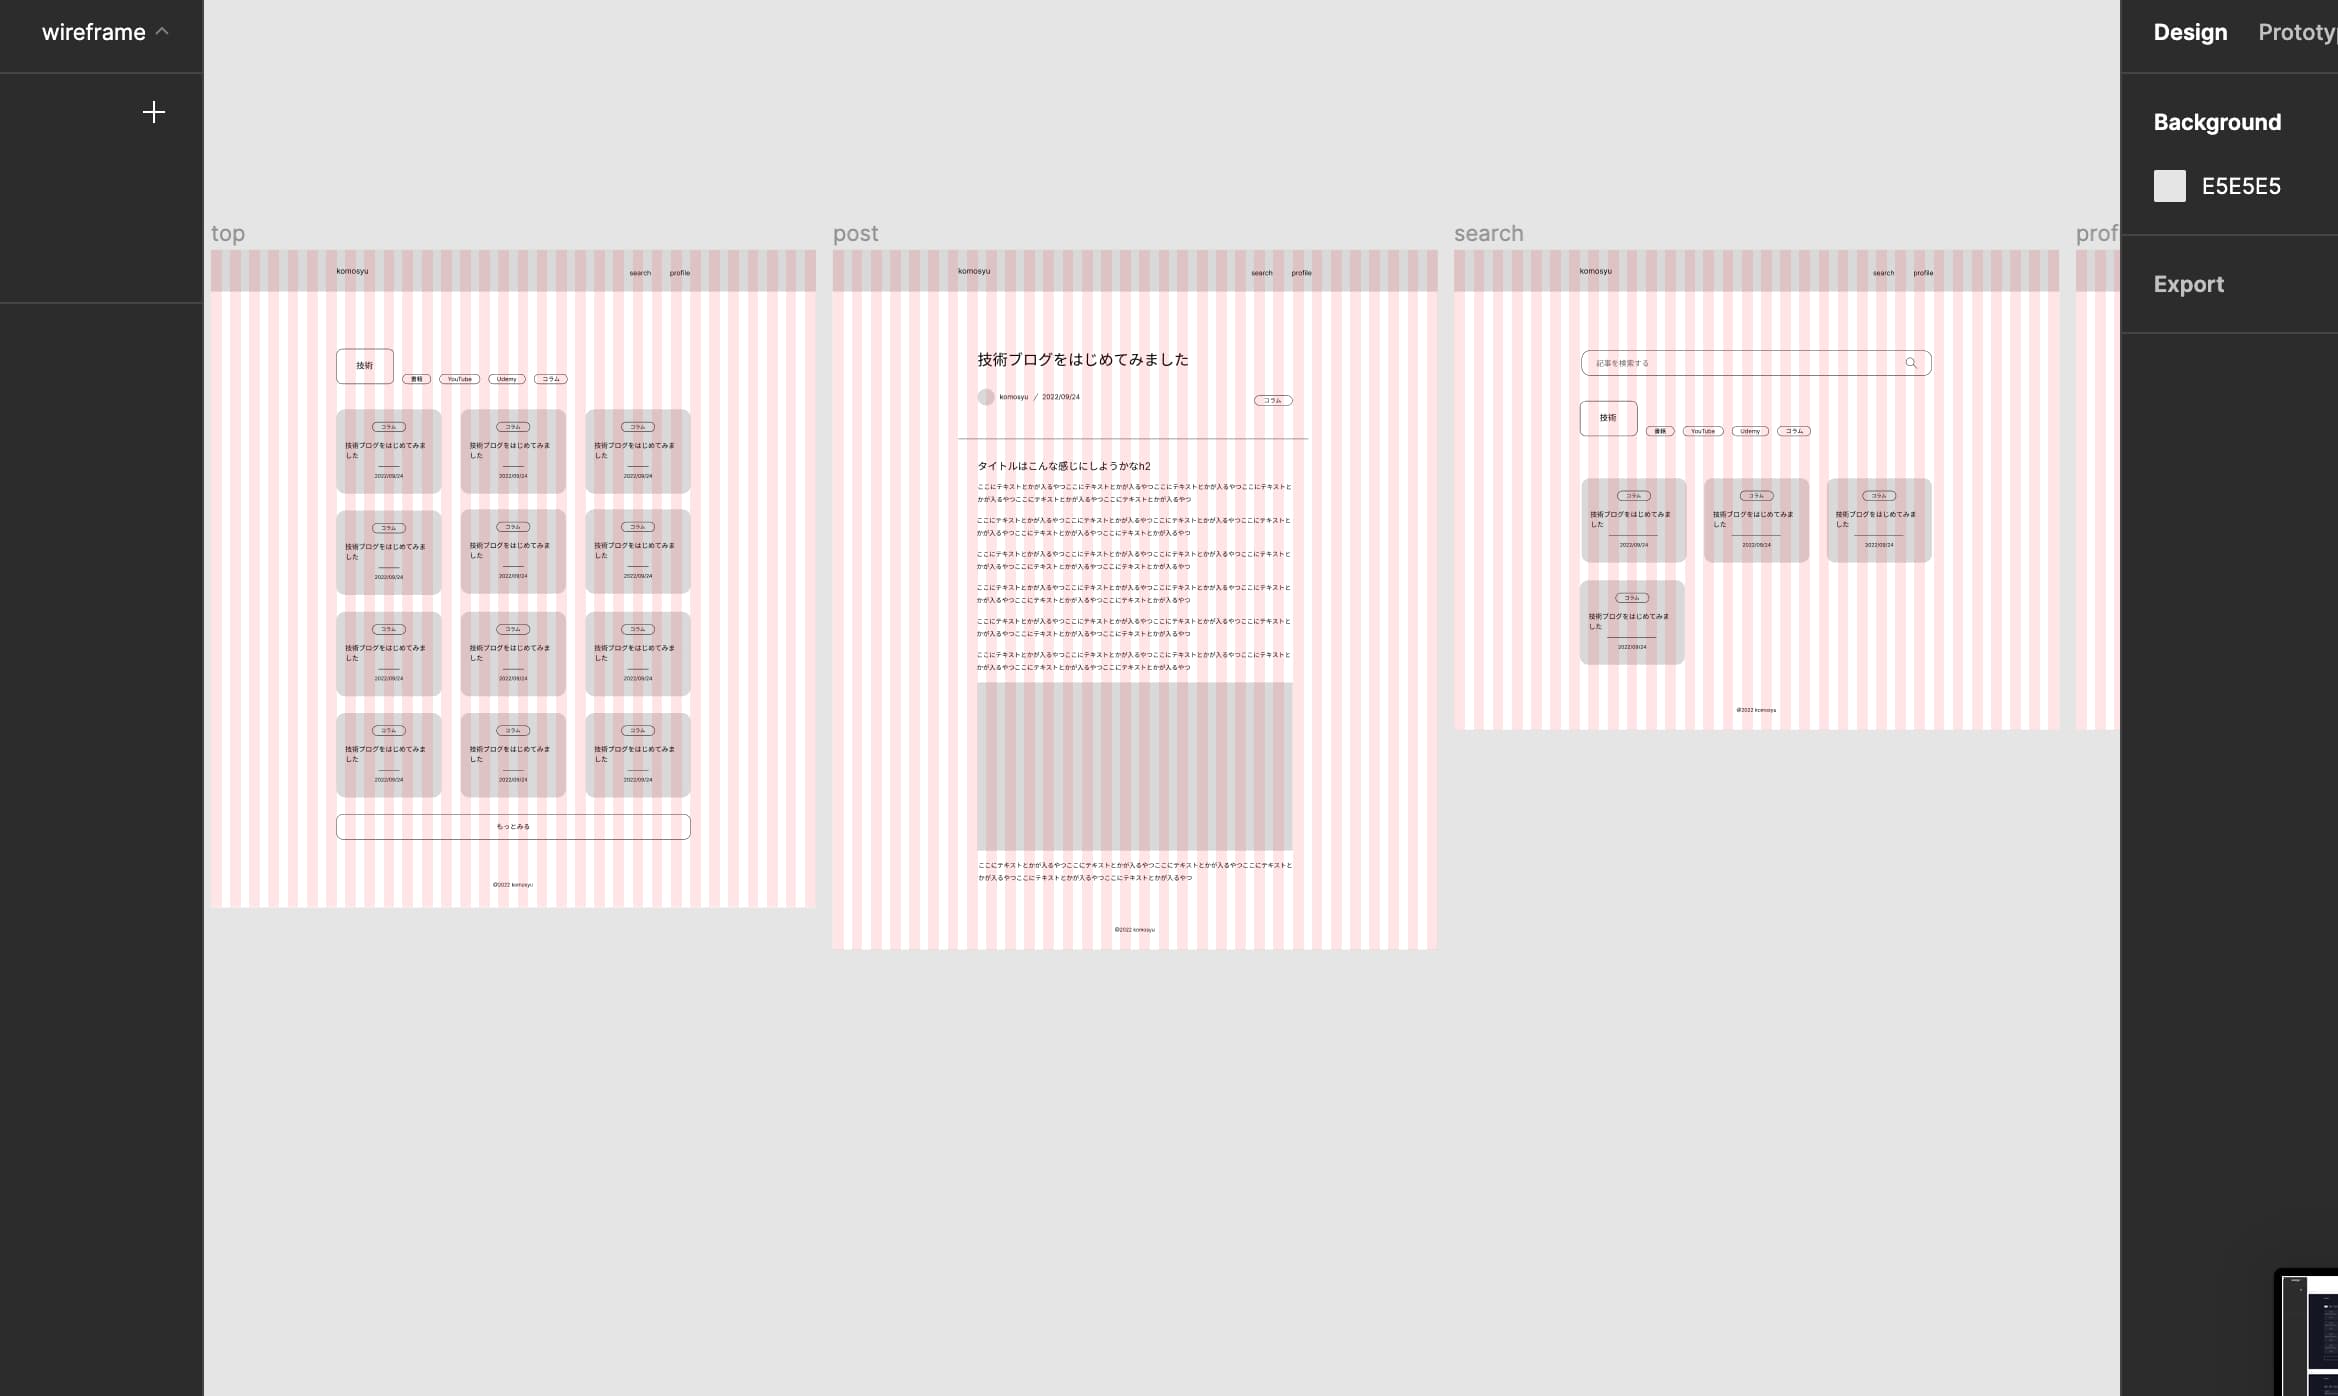 wireframe
Design
Prototy
Background
E5E5E5
Export
top
komosyu
search
profile
技術
書籍
YouTube
Udemy
コラム
コラム
技術ブログをはじめてみま
した
2022/09/24
コラム
技術ブログをはじめてみま
した
2022/09/24
コラム
技術ブログをはじめてみま
した
2022/09/24
コラム
技術ブログをはじめてみま
した
2022/09/24
コラム
技術ブログをはじめてみま
した
2022/09/24
コラム
技術ブログをはじめてみま
した
2022/09/24
コラム
技術ブログをはじめてみま
した
2022/09/24
コラム
技術ブログをはじめてみま
した
2022/09/24
コラム
技術ブログをはじめてみま
した
2022/09/24
コラム
技術ブログをはじめてみま
した
2022/09/24
コラム
技術ブログをはじめてみま
した
2022/09/24
コラム
技術ブログをはじめてみま
した
2022/09/24
もっとみる
©2022 komosyu
post
komosyu
search
profile
技術ブログをはじめてみました
komosyu / 2022/09/24
コラム
タイトルはこんな感じにしようかなh2
ここにテキストとかが入るやつここにテキストとかが入るやつここにテキストとかが入るやつここにテキストと
かが入るやつここにテキストとかが入るやつここにテキストとかが入るやつ
ここにテキストとかが入るやつここにテキストとかが入るやつここにテキストとかが入るやつここにテキストと
かが入るやつここにテキストとかが入るやつここにテキストとかが入るやつ
ここにテキストとかが入るやつここにテキストとかが入るやつここにテキストとかが入るやつここにテキストと
かが入るやつここにテキストとかが入るやつここにテキストとかが入るやつ
ここにテキストとかが入るやつここにテキストとかが入るやつここにテキストとかが入るやつここにテキストと
かが入るやつここにテキストとかが入るやつここにテキストとかが入るやつ
ここにテキストとかが入るやつここにテキストとかが入るやつここにテキストとかが入るやつここにテキストと
かが入るやつここにテキストとかが入るやつここにテキストとかが入るやつ
ここにテキストとかが入るやつここにテキストとかが入るやつここにテキストとかが入るやつここにテキストと
かが入るやつここにテキストとかが入るやつここにテキストとかが入るやつ
ここにテキストとかが入るやつここにテキストとかが入るやつここにテキストとかが入るやつここにテキストと
かが入るやつここにテキストとかが入るやつここにテキストとかが入るやつ
©2022 komosyu
search
komosyu
search
profile
記事を検索する
技術
書籍
YouTube
Udemy
コラム
コラム
技術ブログをはじめてみま
した
2022/09/24
コラム
技術ブログをはじめてみま
した
2022/09/24
コラム
技術ブログをはじめてみま
した
2022/09/24
コラム
技術ブログをはじめてみま
した
2022/09/24
©2022 komosyu
prof